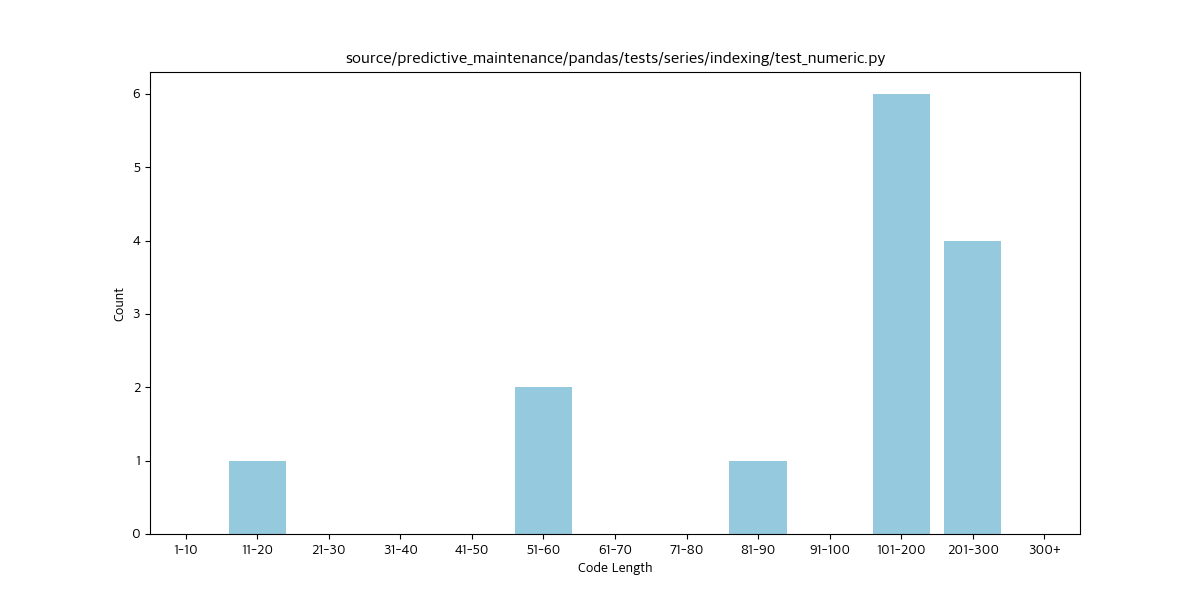 source/predictive_maintenance/pandas/tests/series/indexing/test_numeric.py
6
5
4
3
2
1
0
Count
1-10 11-20 21-30 31-40 41-50 51-60 61-70 71-80 81-90 91-100 101-200 201-300 300+
Code Length